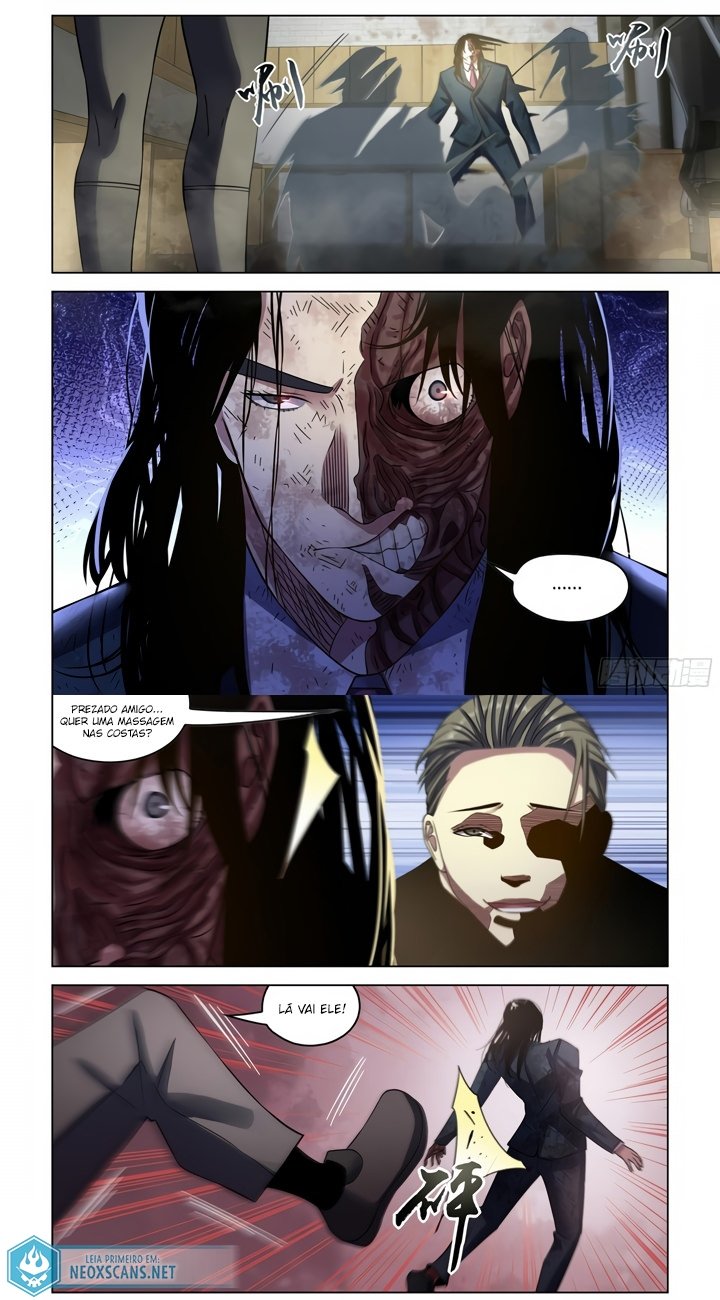 唰
唰
......
PREZADO AMIGO...
QUER UMA MASSAGEM
NAS COSTAS?
LÁ VAI ELE!
砰
LEIA PRIMEIRO EM:
NEOXSCANS.NET